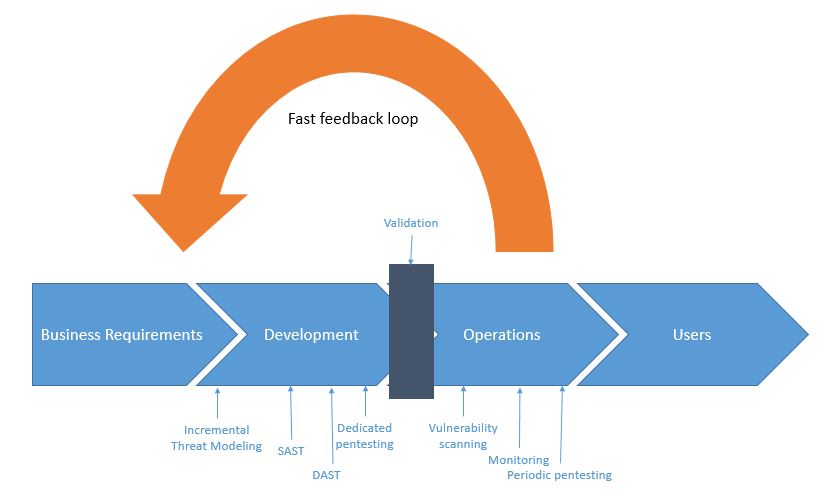 Fast feedback loop
Validation
Business Requirements
Development
Operations
Users
Incremental
Threat Modeling
SAST
DAST
Dedicated
pentesting
Vulnerability
scanning
Monitoring
Periodic pentesting